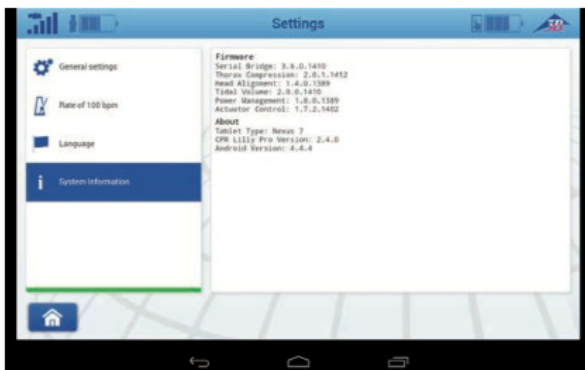 Settings
General settings
Rate of 100 bpm
Language
System Information
Firmware
Serial Bridge: 3.6.0.1410
Thorax Compression: 2.0.1.1412
Head Alignment: 1.4.0.1389
Tidal Volume: 2.0.0.1410
Power Management: 1.8.0.1389
Actuator Control: 1.7.2.1402
About
Tablet Type: Nexus 7
CPR Lilly Pro Version: 2.4.0
Android Version: 4.4.4